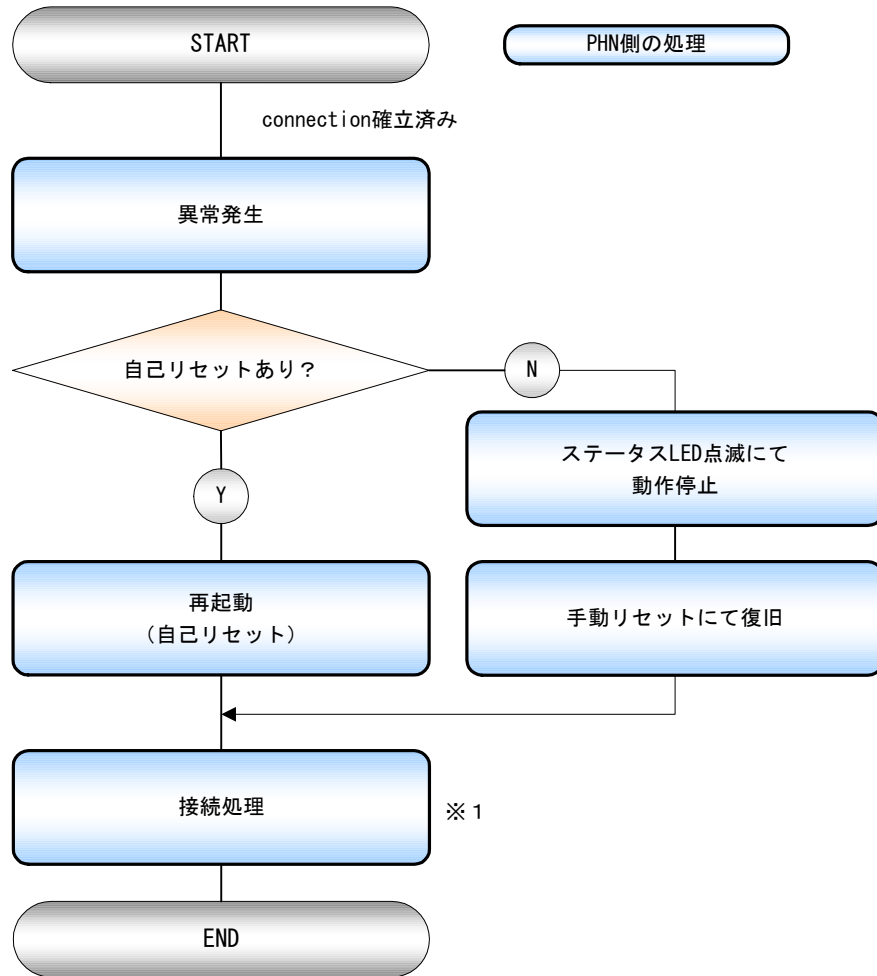 START
PHN側の処理
connection確立済み
異常発生
自己リセットあり？
N
ステータスLED点滅にて
動作停止
Y
再起動
（自己リセット）
手動リセットにて復旧
接続処理
※１
END